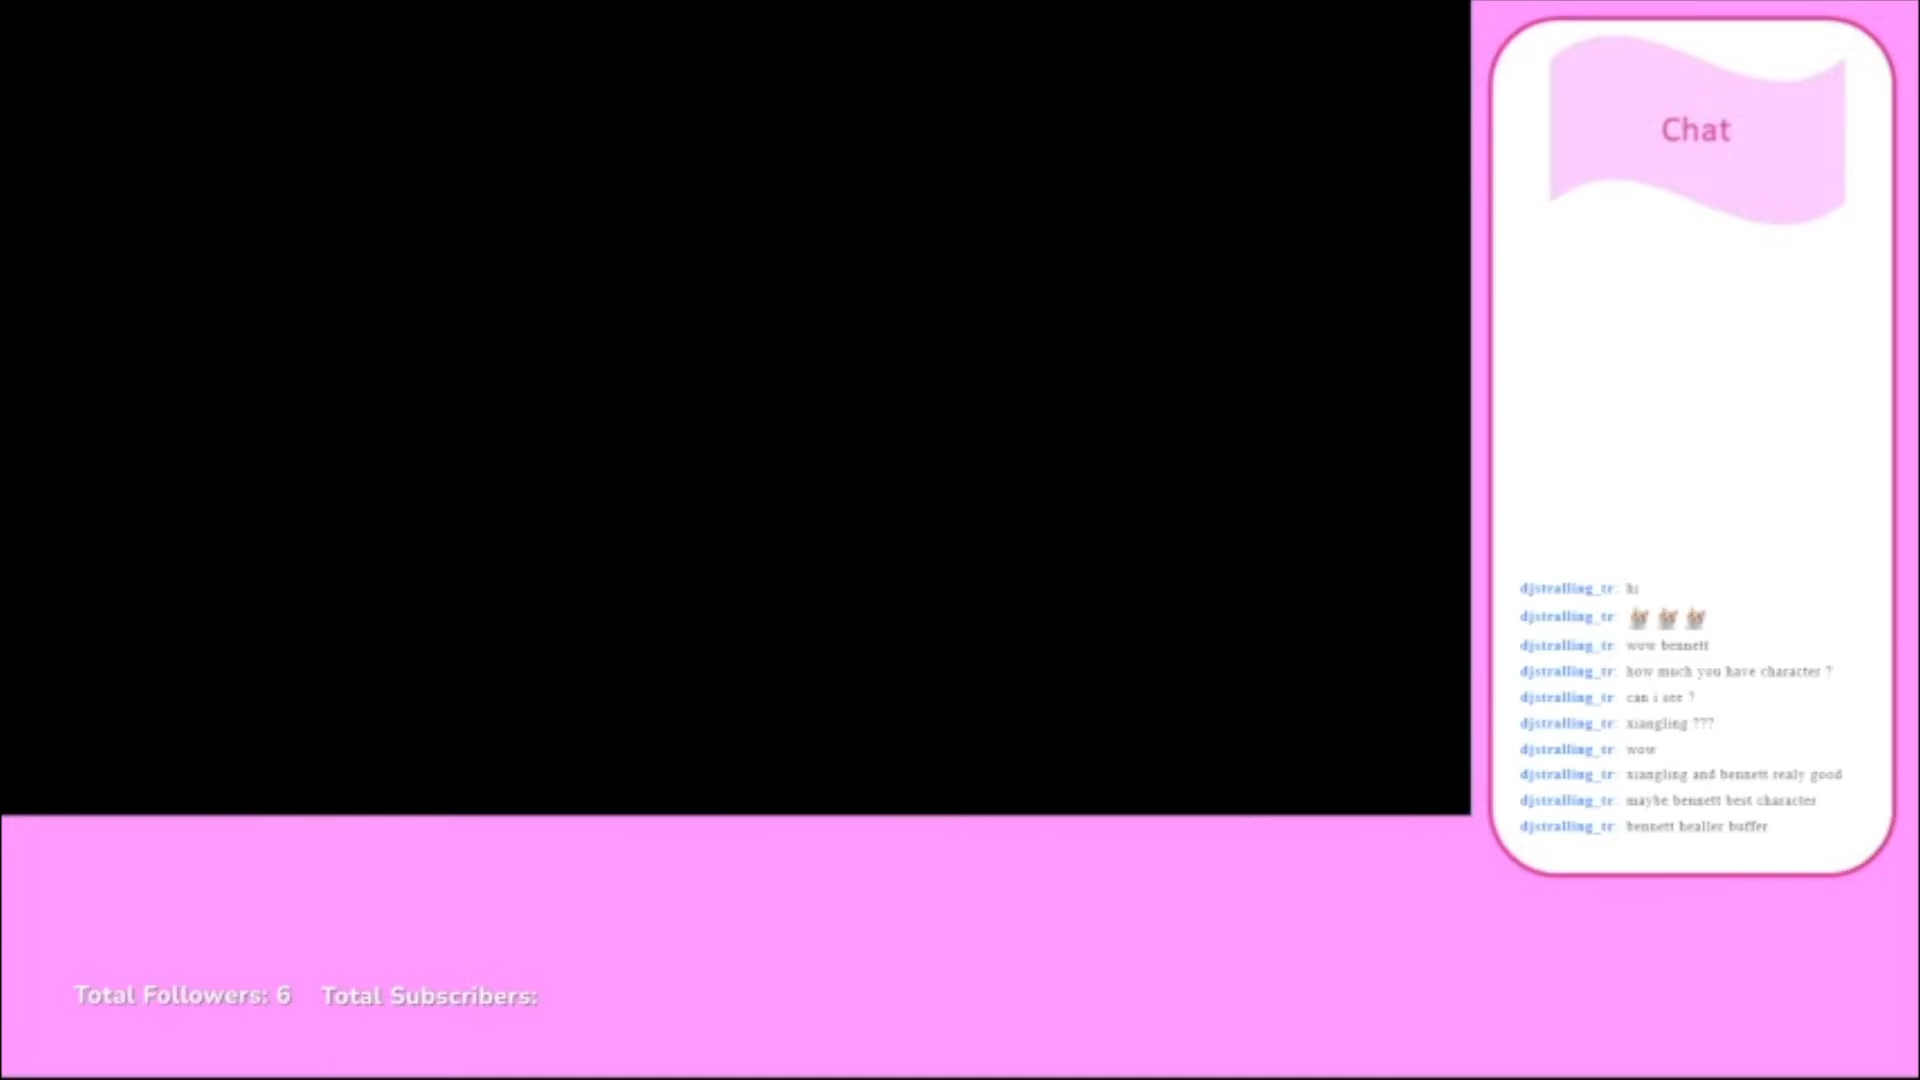 Chat
djstralling_tr: hi
djstralling_tr:
djstralling_tr: wow bennett
djstralling_tr: how much you have character ?
djstralling_tr: can i see ?
djstralling_tr: xiangling ???
djstralling_tr: wow
djstralling_tr: xiangling and bennett realy good
djstralling_tr: maybe bennett best character
djstralling_tr: bennett healler buffer
Total Followers: 6 Total Subscribers: